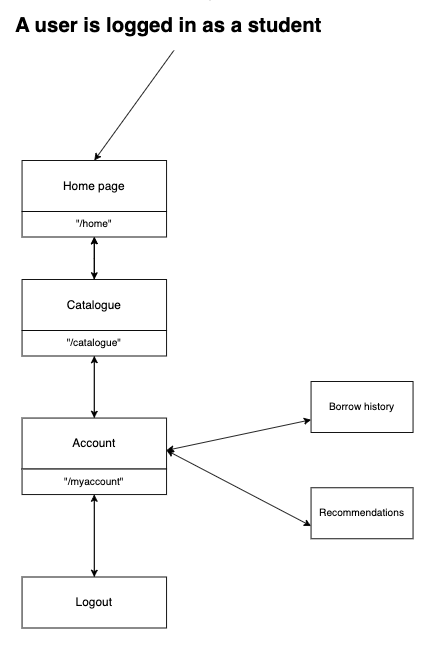 A user is logged in as a student
Home page
"/home"
Catalogue
"/catalogue"
Account
"/myaccount"
Borrow history
Recommendations
Logout